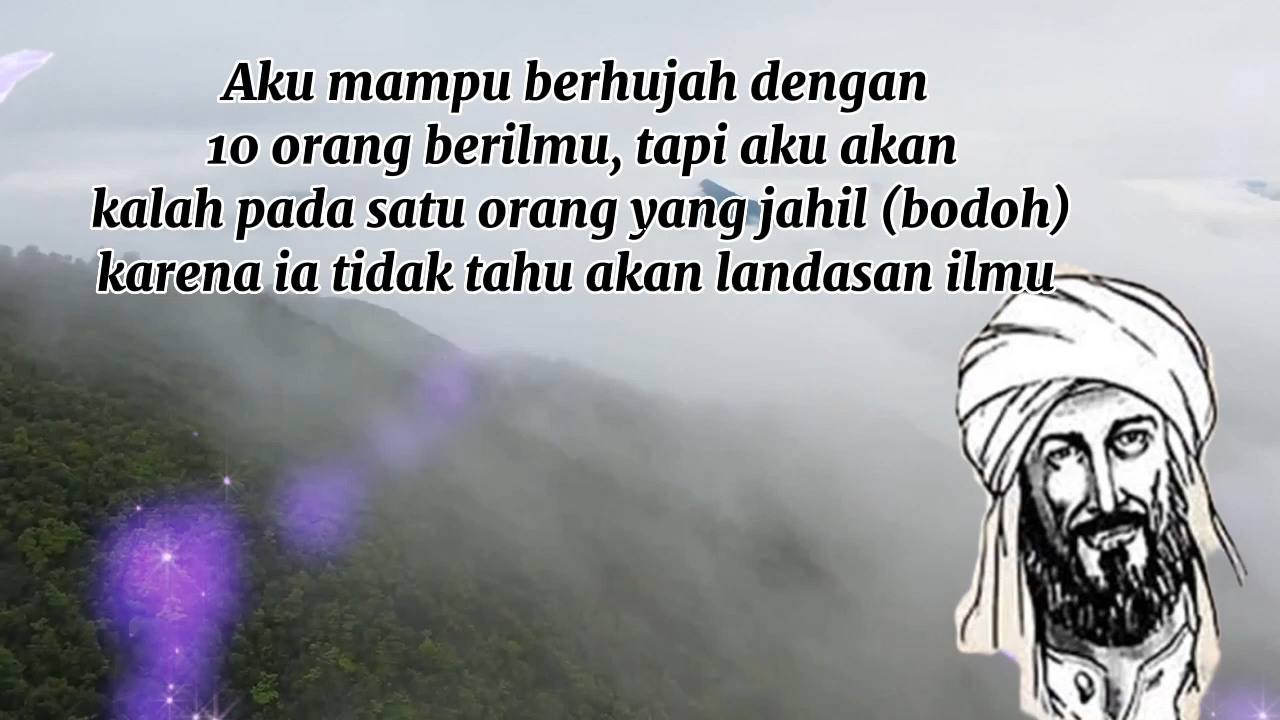 Aku mampu berhujah dengan
10 orang berilmu, tapi aku akan
kalah pada satu orang yang jahil (bodoh)
karena ia tidak tahu akan landasan ilmu